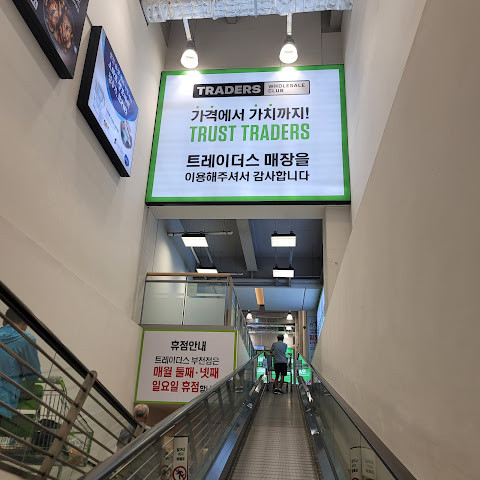 TRADERS WHOLESALE CLUB
가격에서 가치까지!
TRUST TRADERS
트레이더스 매장을
이용해주셔서 감사합니다
휴점안내
트레이더스 부천점은
매월 둘째·넷째
일요일 휴점